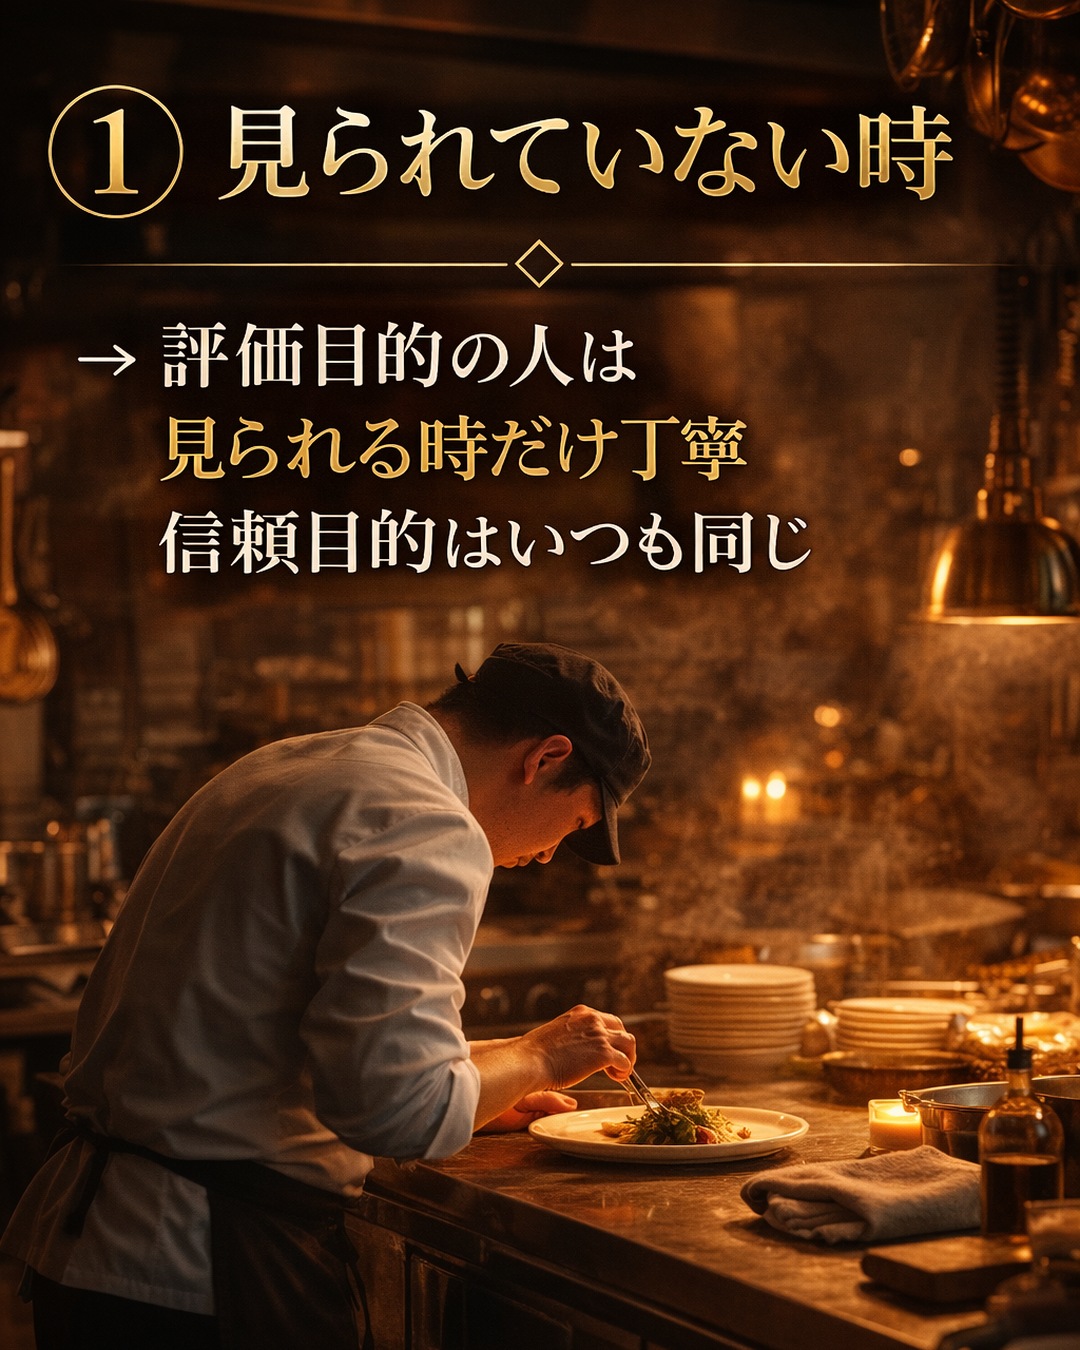 ① 見られていない時
→ 評価目的の人は
見られる時だけ丁寧
信頼目的はいつも同じ